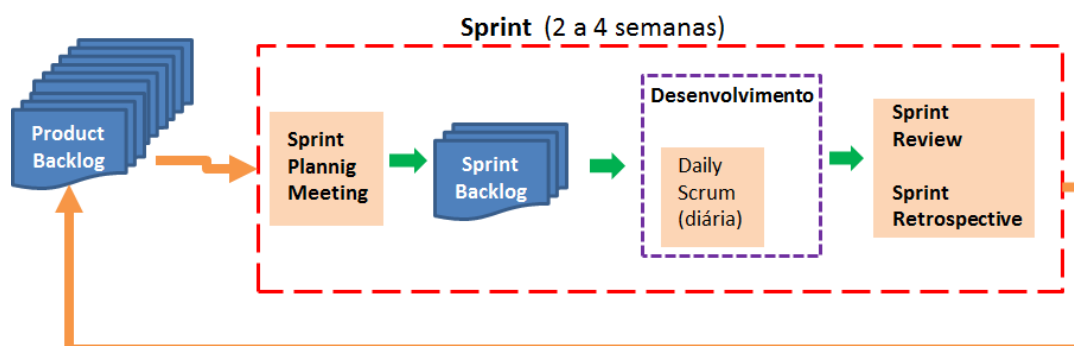 Sprint (2 a 4 semanas)
Product
Backlog
Sprint
Plannig
Meeting
Sprint
Backlog
Desenvolvimento
Daily
Scrum
(diária)
Sprint
Review
Sprint
Retrospective